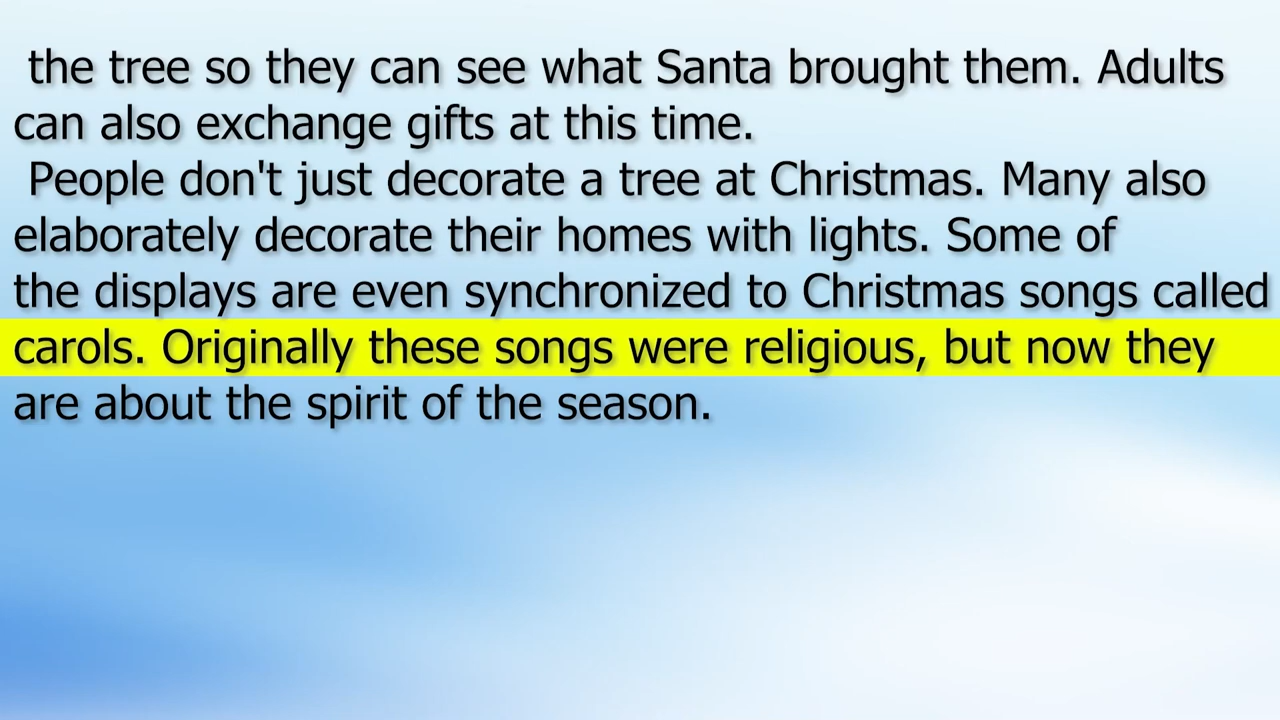 the tree so they can see what Santa brought them. Adults
can also exchange gifts at this time.
People don't just decorate a tree at Christmas. Many also
elaborately decorate their homes with lights. Some of
the displays are even synchronized to Christmas songs called
carols. Originally these songs were religious, but now they
are about the spirit of the season.